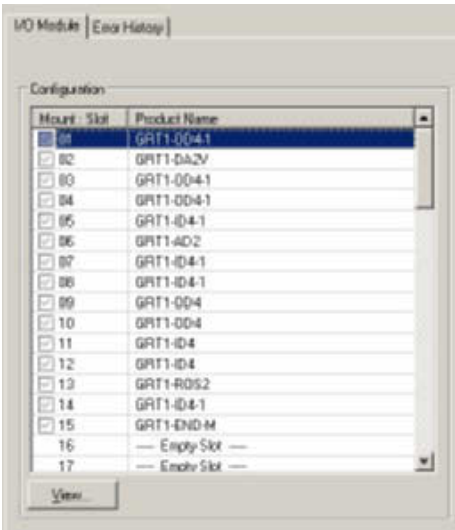 I/O Module Error History
Configuration
Mount : Slot Product Name
01 GRT1-OD4-1
02 GRT1-DA2V
03 GRT1-OD4-1
04 GRT1-OD4-1
05 GRT1-ID4-1
06 GRT1-AD2
07 GRT1-ID4-1
08 GRT1-ID4-1
09 GRT1-OD4
10 GRT1-OD4
11 GRT1-ID4
12 GRT1-ID4
13 GRT1-ROS2
14 GRT1-ID4-1
15 GRT1-END-M
16 ---- Empty Slot ----
17 ---- Empty Slot ----
View...